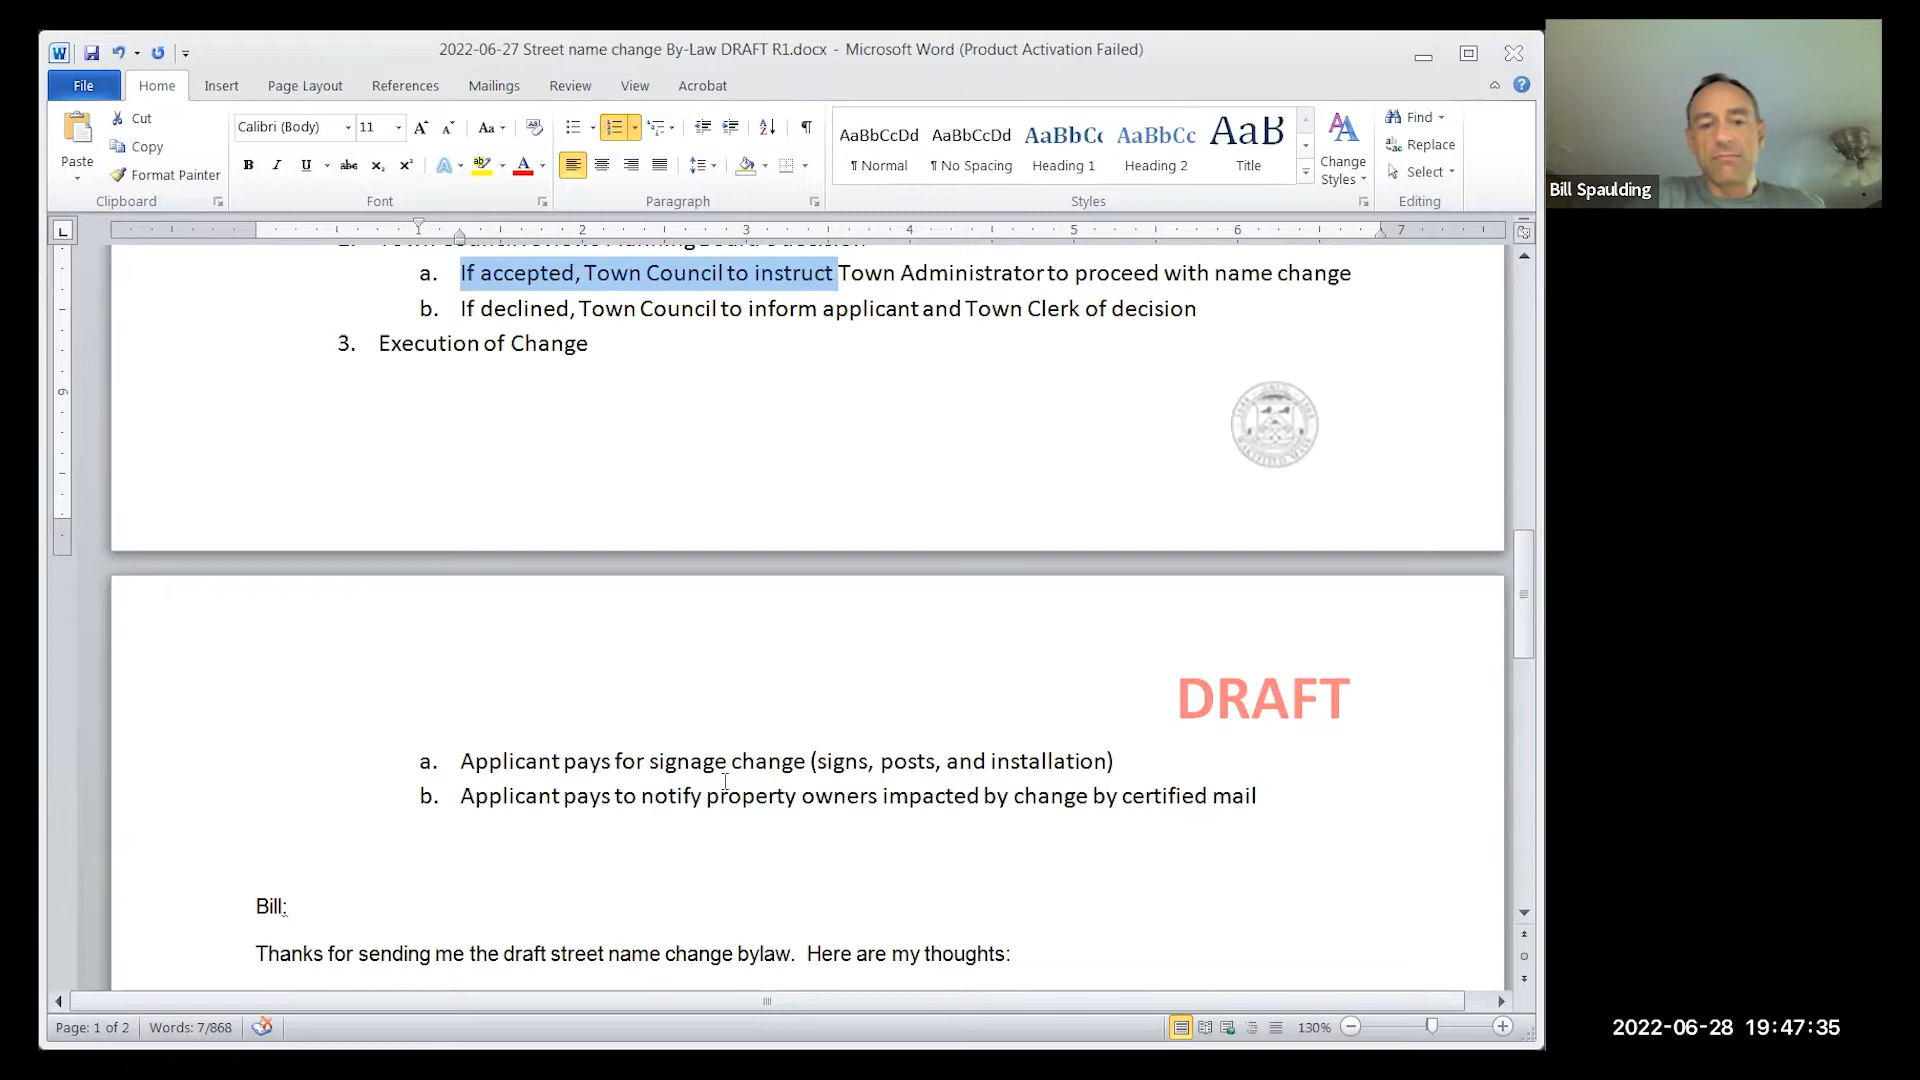 2022-06-27 Street name change By-Law DRAFT R1.docx - Microsoft Word (Product Activation Failed)
File Home Insert Page Layout References Mailings Review View Acrobat
Paste
Cut
Copy
Format Painter
Clipboard
Calibri (Body) 11
Font
Paragraph
AaBbCcDd AaBbCcDd AaBbCc AaBbCc AaB
¶ Normal ¶ No Spacing Heading 1 Heading 2 Title
Change Styles
Styles
Find
Replace
Select
Editing
Bill Spaulding
1 2 3 4 5 6 7
a. If accepted, Town Council to instruct Town Administrator to proceed with name change
b. If declined, Town Council to inform applicant and Town Clerk of decision
3. Execution of Change
DRAFT
a. Applicant pays for signage change (signs, posts, and installation)
b. Applicant pays to notify property owners impacted by change by certified mail
Bill:
Thanks for sending me the draft street name change bylaw. Here are my thoughts:
Page: 1 of 2 Words: 7/868
130%
2022-06-28 19:47:35